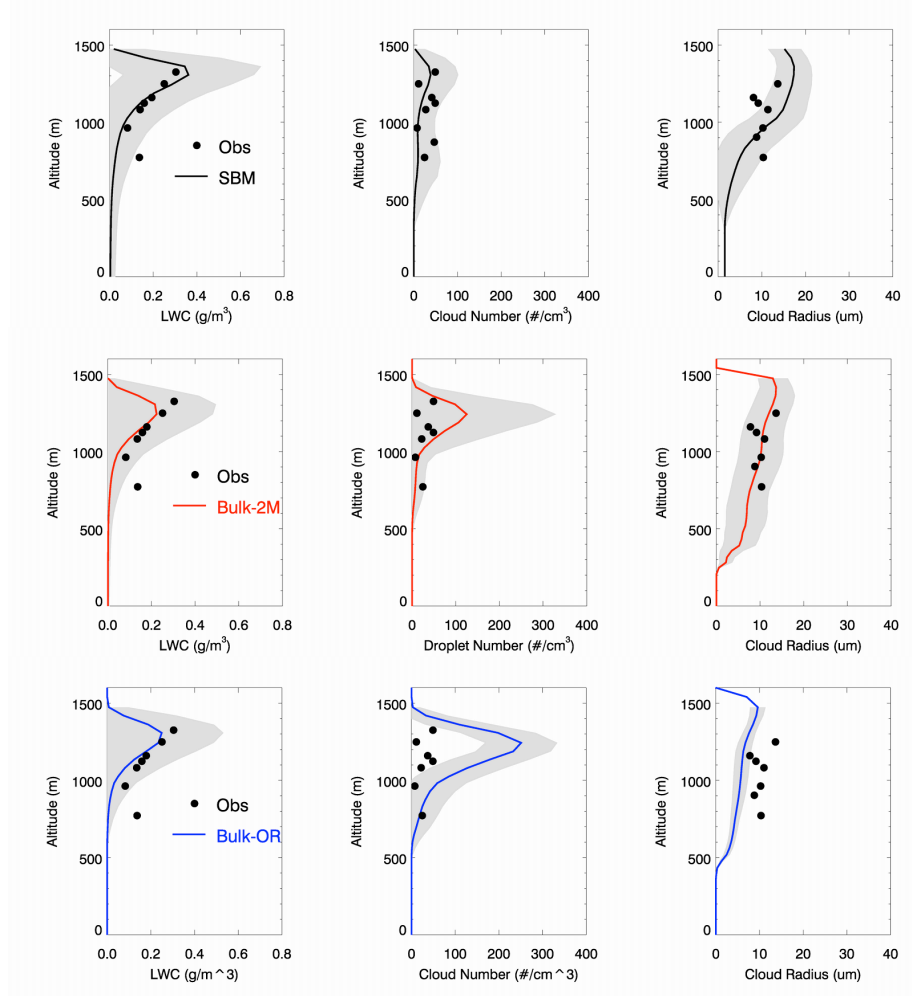 1500
1000
500
0
Altitude (m)
Obs
SBM
0.0 0.2 0.4 0.6 0.8
LWC (g/m³)
1500
1000
500
0
Altitude (m)
0 100 200 300 400
Cloud Number (#/cm³)
1500
1000
500
0
Altitude (m)
0 10 20 30 40
Cloud Radius (um)
1500
1000
500
0
Altitude (m)
Obs
Bulk-2M
0.0 0.2 0.4 0.6 0.8
LWC (g/m³)
1500
1000
500
0
Altitude (m)
0 100 200 300 400
Droplet Number (#/cm³)
1500
1000
500
0
Altitude (m)
0 10 20 30 40
Cloud Radius (um)
1500
1000
500
0
Altitude (m)
Obs
Bulk-OR
0.0 0.2 0.4 0.6 0.8
LWC (g/m^3)
1500
1000
500
0
Altitude (m)
0 100 200 300 400
Cloud Number (#/cm^3)
1500
1000
500
0
Altitude (m)
0 10 20 30 40
Cloud Radius (um)